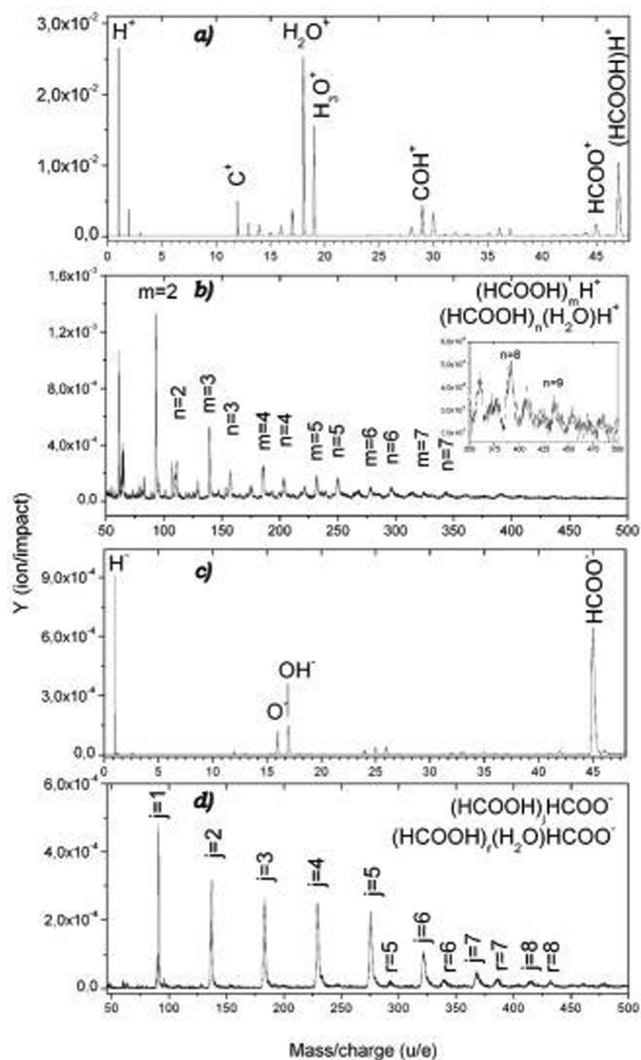 Y (ion/impact)
a)
3,0x10⁻²
2,0x10⁻²
1,0x10⁻²
0,0
H⁺
C⁺
H₂O⁺
H₃O⁺
COH⁺
HCOO⁺
(HCOOH)H⁺
0 5 10 15 20 25 30 35 40 45
b)
(HCOOH)ₘH⁺
(HCOOH)ₙ(H₂O)H⁺
1,6x10⁻³
1,2x10⁻³
8,0x10⁻⁴
4,0x10⁻⁴
0,0
m=2
n=2
m=3
n=3
m=4
n=4
m=5
n=5
m=6
n=6
m=7
n=7
n=8
n=9
400 425 450 475 500
50 100 150 200 250 300 350 400 450 500
c)
9,0x10⁻⁴
6,0x10⁻⁴
3,0x10⁻⁴
0,0
H⁻
O⁻
OH⁻
HCOO⁻
0 5 10 15 20 25 30 35 40 45
d)
(HCOOH)ⱼHCOO⁻
(HCOOH)ᵣ(H₂O)HCOO⁻
6,0x10⁻⁴
4,0x10⁻⁴
2,0x10⁻⁴
0,0
j=1
j=2
j=3
j=4
j=5
r=5
j=6
r=6
j=7
r=7
j=8
r=8
50 100 150 200 250 300 350 400 450 500
Mass/charge (u/e)